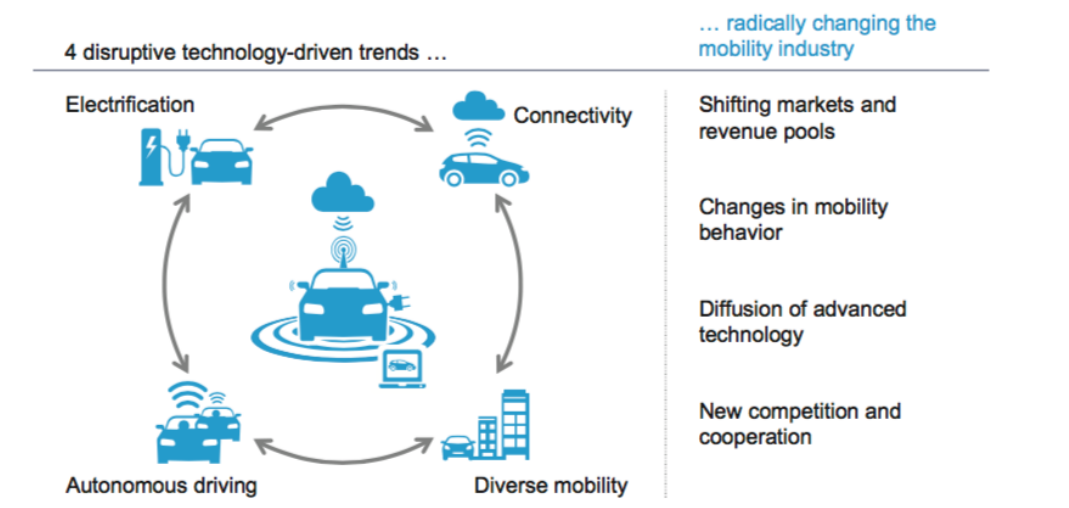 4 disruptive technology-driven trends …
… radically changing the
mobility industry
Electrification
Connectivity
Autonomous driving
Diverse mobility
Shifting markets and
revenue pools
Changes in mobility
behavior
Diffusion of advanced
technology
New competition and
cooperation